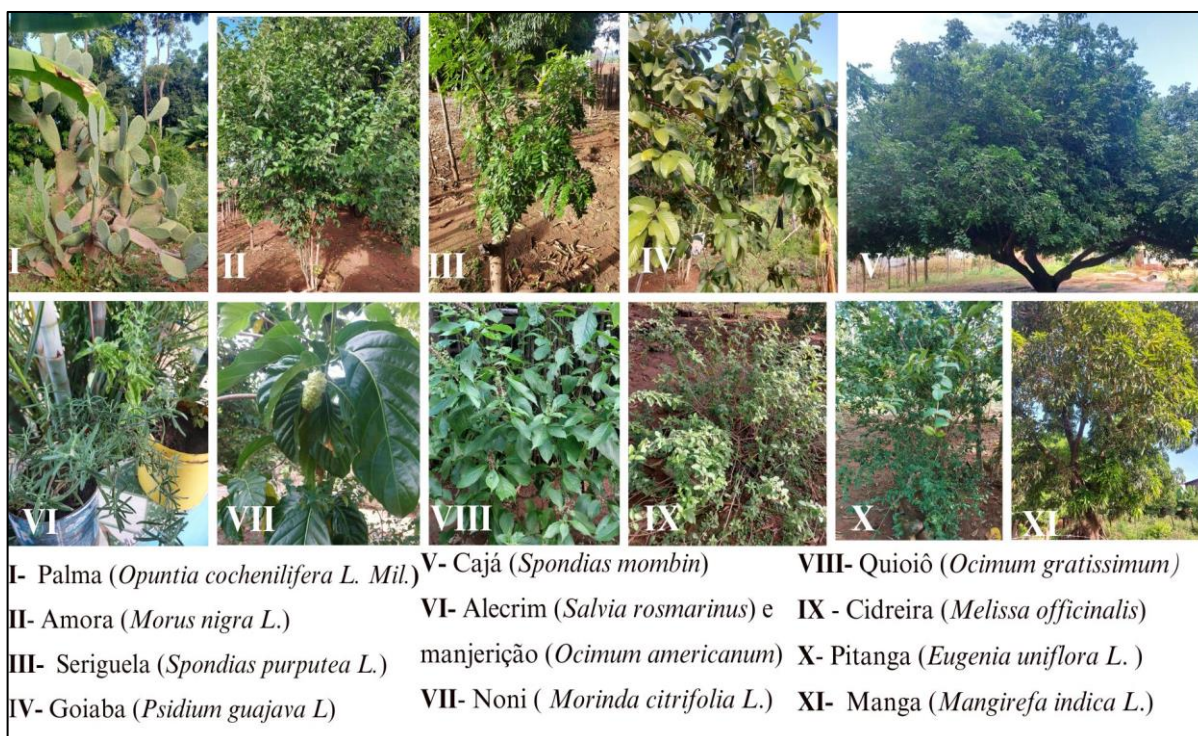 I
II
III
IV
V
VI
VII
VIII
IX
X
XI
I- Palma (Opuntia cochenilifera L. Mil.)
II- Amora (Morus nigra L.)
III- Seriguela (Spondias purputea L.)
IV- Goiaba (Psidium guajava L)
V- Cajá (Spondias mombin)
VI- Alecrim (Salvia rosmarinus) e
manjerição (Ocimum americanum)
VII- Noni ( Morinda citrifolia L.)
VIII- Quioiô (Ocimum gratissimum)
IX - Cidreira (Melissa officinalis)
X- Pitanga (Eugenia uniflora L. )
XI- Manga (Mangirefa indica L.)